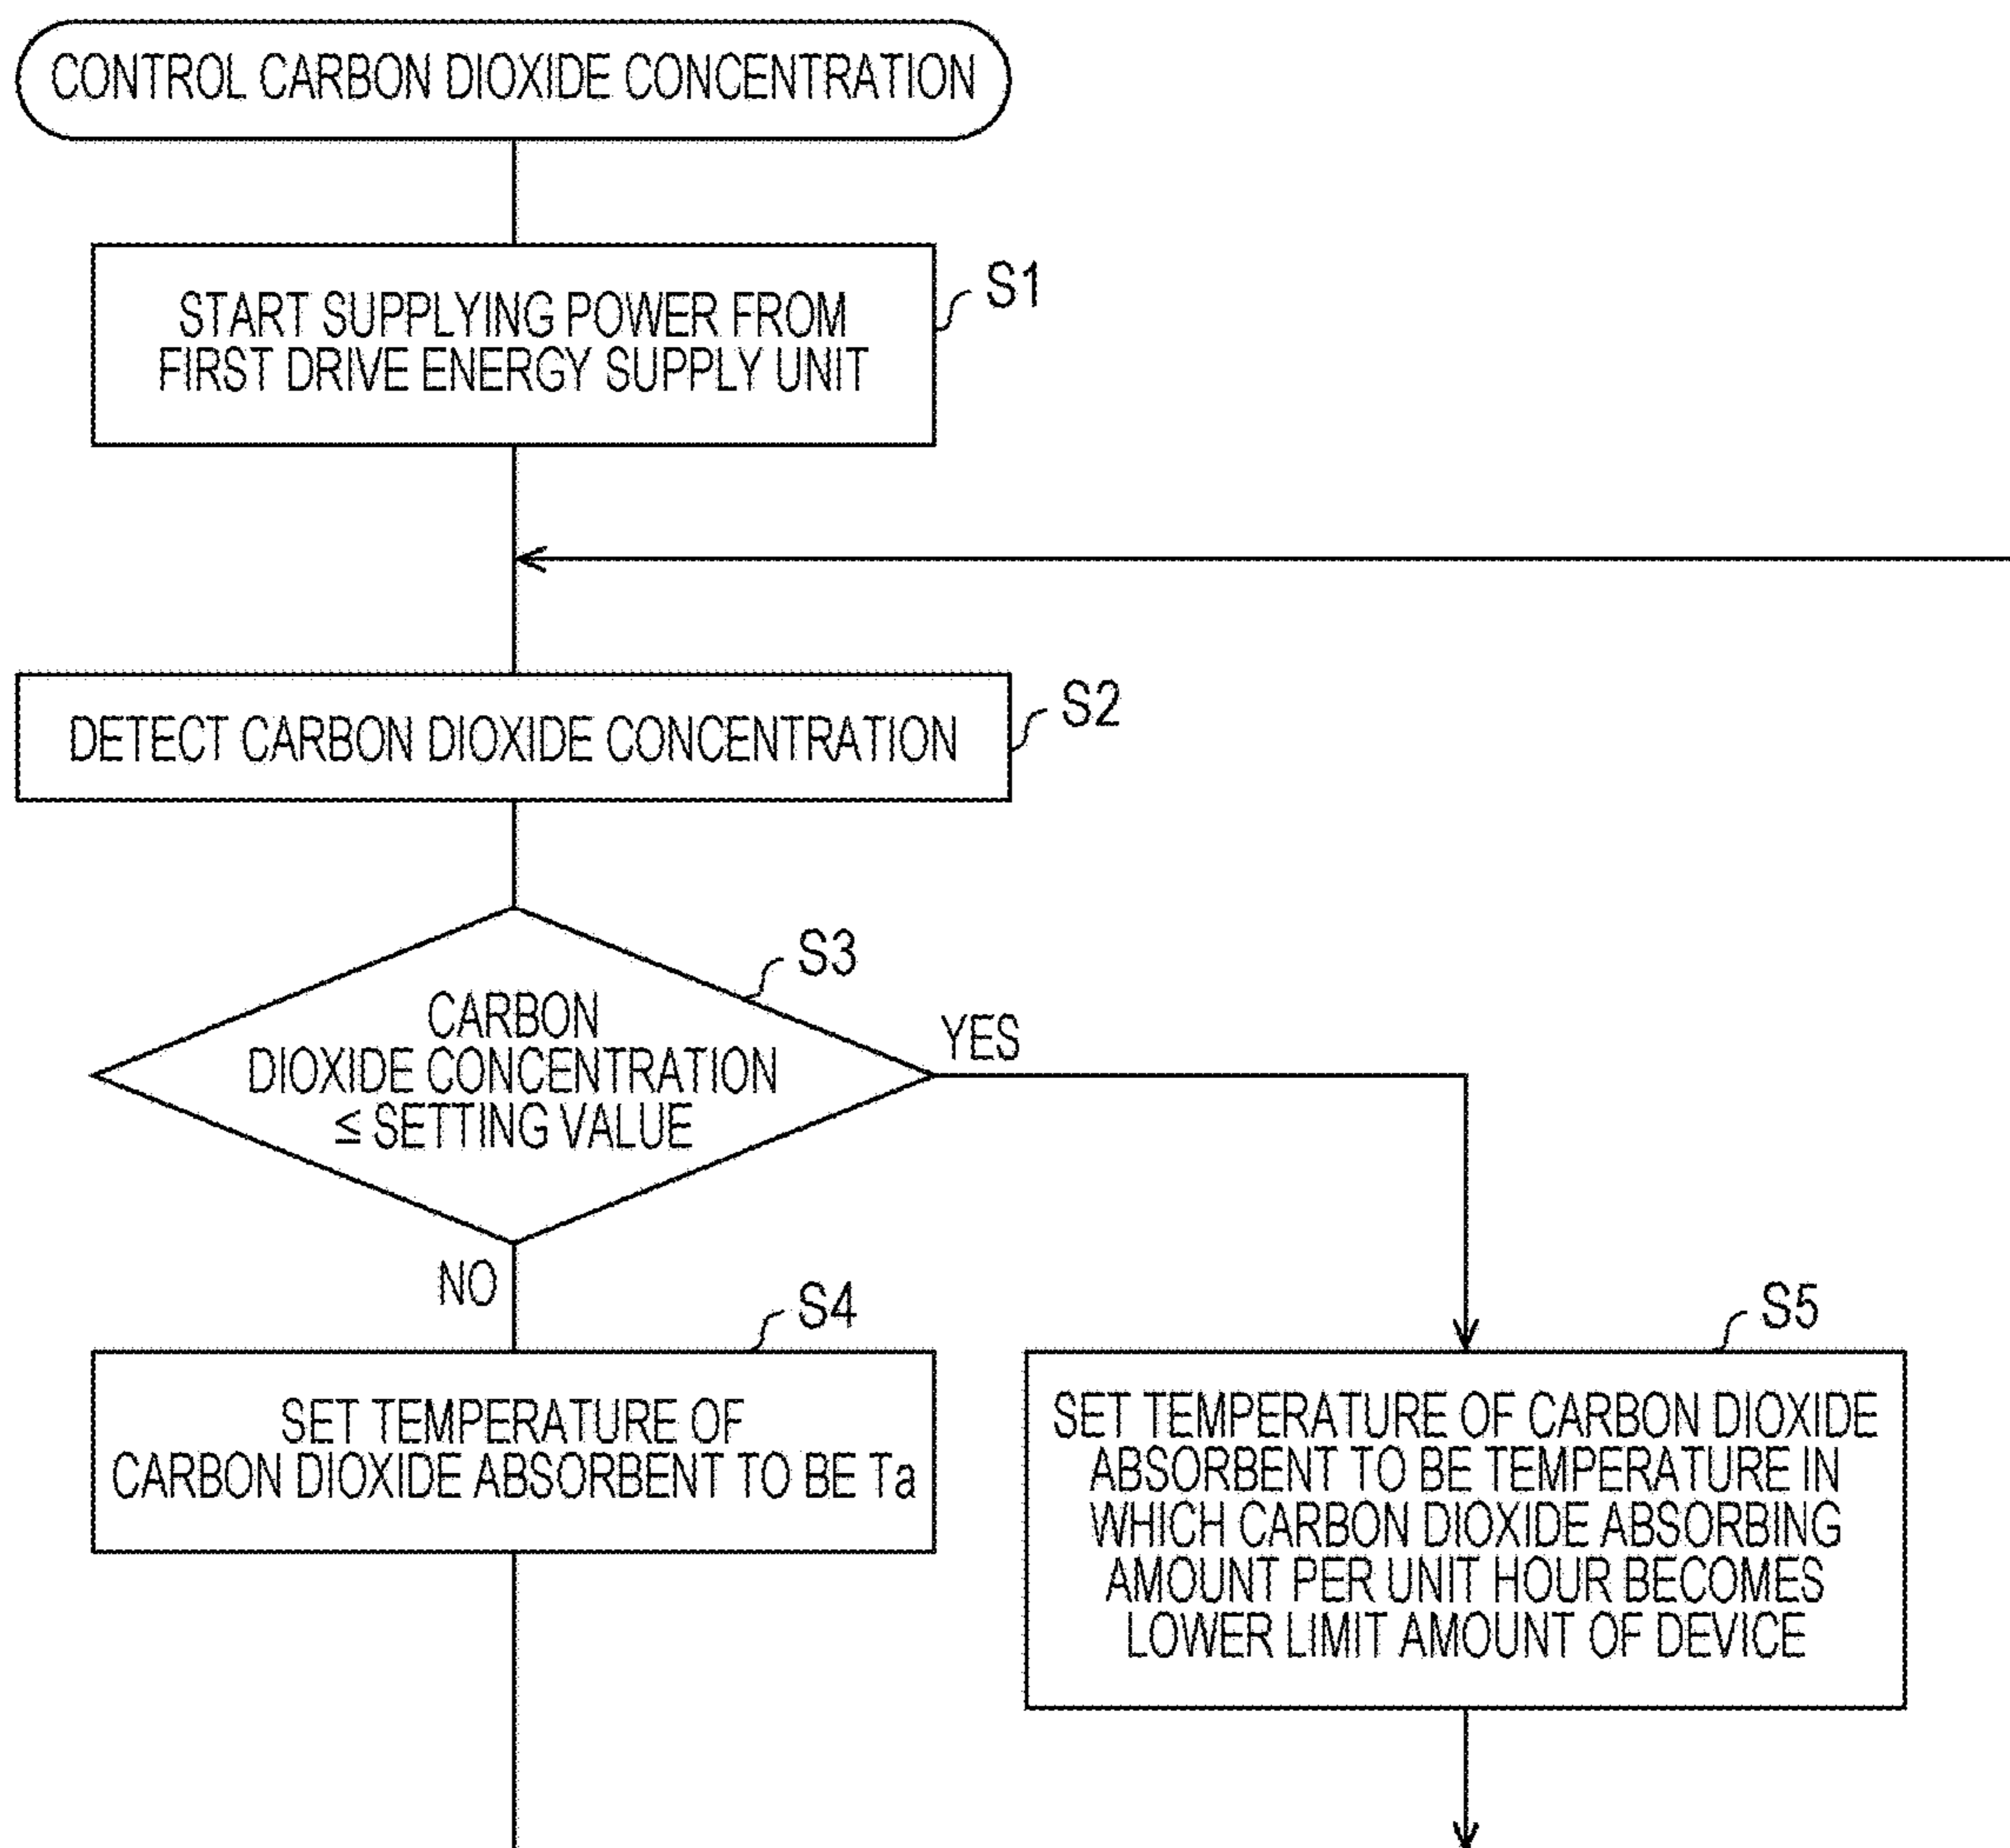 CONTROL CARBON DIOXIDE CONCENTRATION
START SUPPLYING POWER FROM
FIRST DRIVE ENERGY SUPPLY UNIT
S1
DETECT CARBON DIOXIDE CONCENTRATION
S2
S3
CARBON
DIOXIDE CONCENTRATION
≤ SETTING VALUE
YES
NO
S4
SET TEMPERATURE OF
CARBON DIOXIDE ABSORBENT TO BE Ta
S5
SET TEMPERATURE OF CARBON DIOXIDE
ABSORBENT TO BE TEMPERATURE IN
WHICH CARBON DIOXIDE ABSORBING
AMOUNT PER UNIT HOUR BECOMES
LOWER LIMIT AMOUNT OF DEVICE